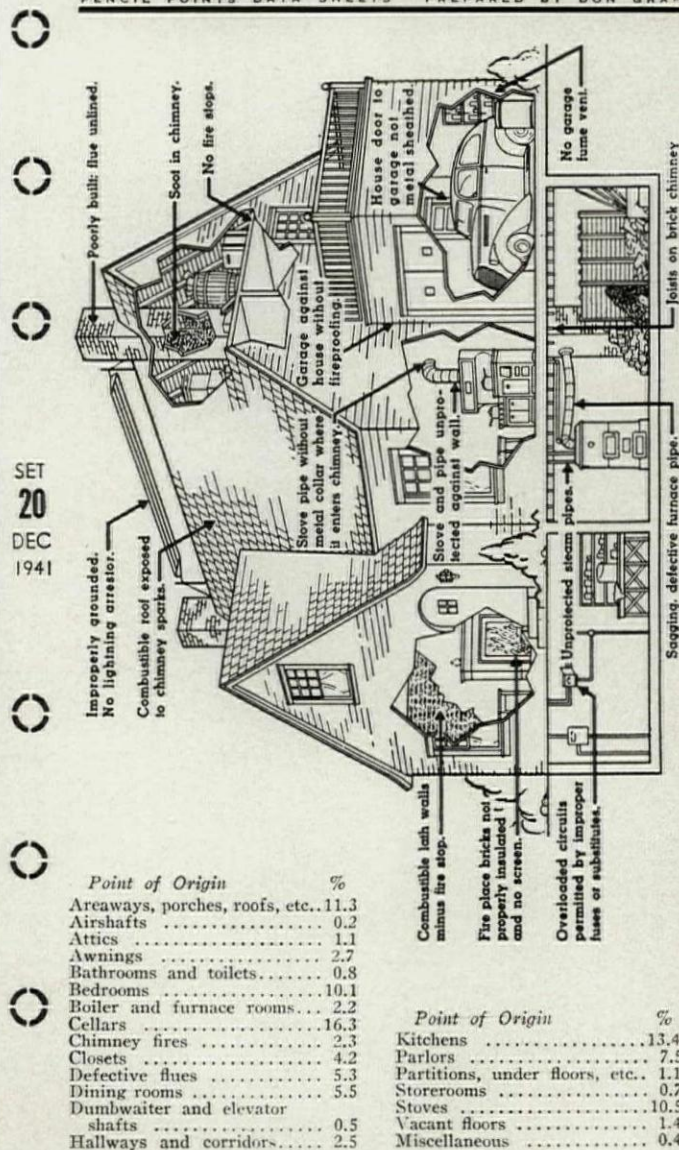 SET
20
DEC
1941
Poorly built: flue unlined.
Soot in chimney.
No fire stops.
Improperly grounded.
No lightning arrestor.
Combustible roof exposed
to chimney sparks.
Stove pipe without
metal collar where
it enters chimney.
Garage against
house without
fireproofing.
House door to
garage not
metal sheathed.
No garage
fume vent.
Stove and pipe unpro-
tected against wall.
Combustible lath walls
minus fire stop.
Fire place bricks not
properly insulated
and no screen.
Overloaded circuits
permitted by improper
fuses or substitutes.
Unprotected steam pipes.
Sagging, defective furnace pipe.
Joists on brick chimney
Point of Origin %
Areaways, porches, roofs, etc..11.3
Airshafts .................. 0.2
Attics ..................... 1.1
Awnings .................... 2.7
Bathrooms and toilets....... 0.8
Bedrooms ...................10.1
Boiler and furnace rooms... 2.2
Cellars ....................16.3
Chimney fires .............. 2.3
Closets .................... 4.2
Defective flues ............ 5.3
Dining rooms ............... 5.5
Dumbwaiter and elevator
shafts ................... 0.5
Hallways and corridors..... 2.5
Point of Origin %
Kitchens ..................13.4
Parlors .................... 7.5
Partitions, under floors, etc.. 1.1
Storerooms ................. 0.7
Stoves ....................10.5
Vacant floors .............. 1.4
Miscellaneous .............. 0.4